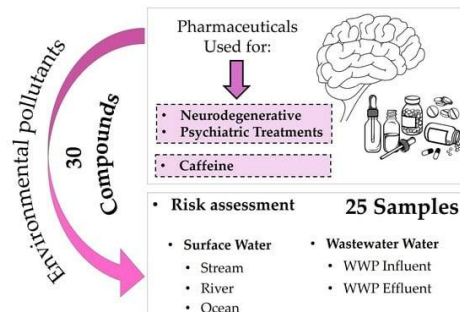 Environmental pollutants
30
Compounds
Pharmaceuticals
Used for:
• Neurodegenerative
• Psychiatric Treatments
• Caffeine
• Risk assessment
25 Samples
• Surface Water
• Stream
• River
• Ocean
• Wastewater Water
• WWP Influent
• WWP Effluent